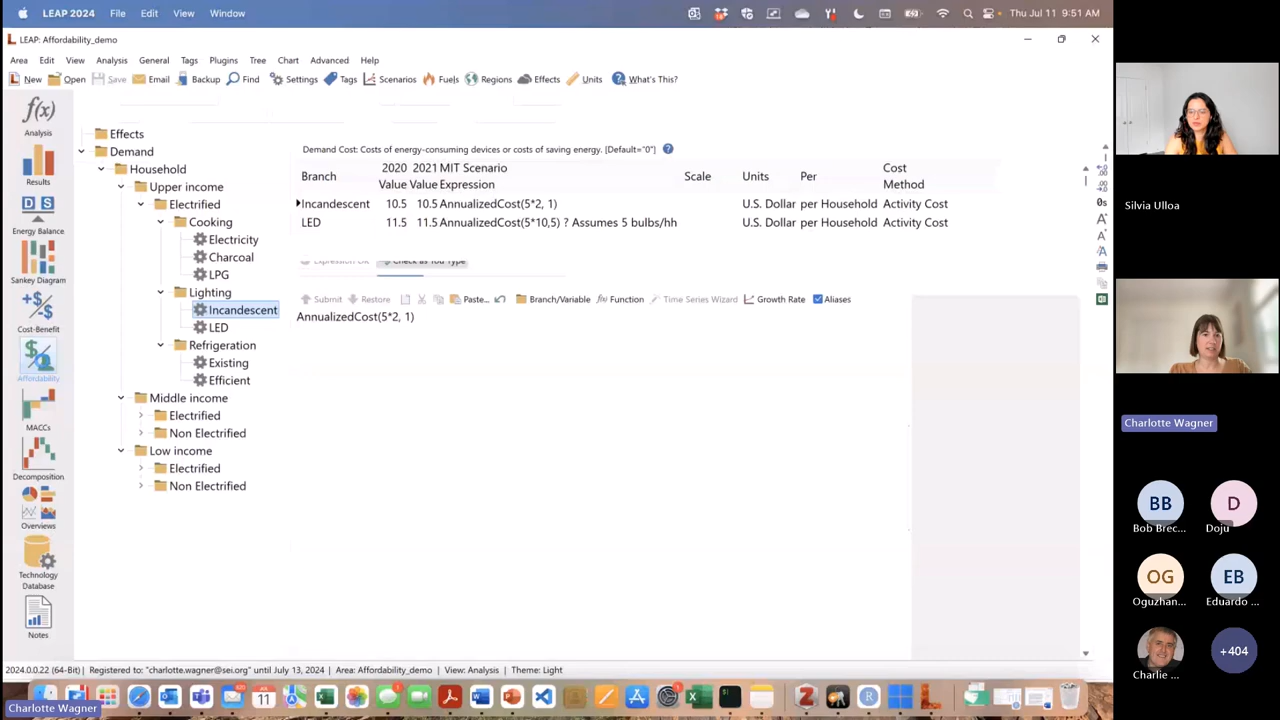 LEAP 2024 File Edit View Window
Thu Jul 11 9:51 AM
LEAP: Affordability_demo
Area Edit View Analysis General Tags Plugins Tree Chart Advanced Help
New Open Save Email Backup Find Settings Tags Scenarios Fuels Regions Effects Units What's This?
f(x)
Analysis
Results
Energy Balance
Sankey Diagram
Cost-Benefit
Affordability
MACCs
Decomposition
Overviews
Technology
Database
Notes
Effects
Demand
Household
Upper income
Electrified
Cooking
Electricity
Charcoal
LPG
Lighting
Incandescent
LED
Refrigeration
Existing
Efficient
Middle income
Electrified
Non Electrified
Low income
Electrified
Non Electrified
Demand Cost: Costs of energy-consuming devices or costs of saving energy. [Default="0"]
Branch 2020 Value 2021 Value MIT Scenario Expression Scale Units Per Cost Method
Incandescent 10.5 10.5 AnnualizedCost(5*2, 1) U.S. Dollar per Household Activity Cost
LED 11.5 11.5 AnnualizedCost(5*10,5) ? Assumes 5 bulbs/hh U.S. Dollar per Household Activity Cost
Check as You Type
Submit Restore Paste... Branch/Variable Function Time Series Wizard Growth Rate Aliases
AnnualizedCost(5*2, 1)
2024.0.0.22 (64-Bit) | Registered to: "charlotte.wagner@sei.org" until July 13, 2024 | Area: Affordability_demo | View: Analysis | Theme: Light
Charlotte Wagner
Silvia Ulloa
Charlotte Wagner
BB
Bob Brec...
D
Doju
OG
Oguzhan...
EB
Eduardo ...
Charlie ...
+404